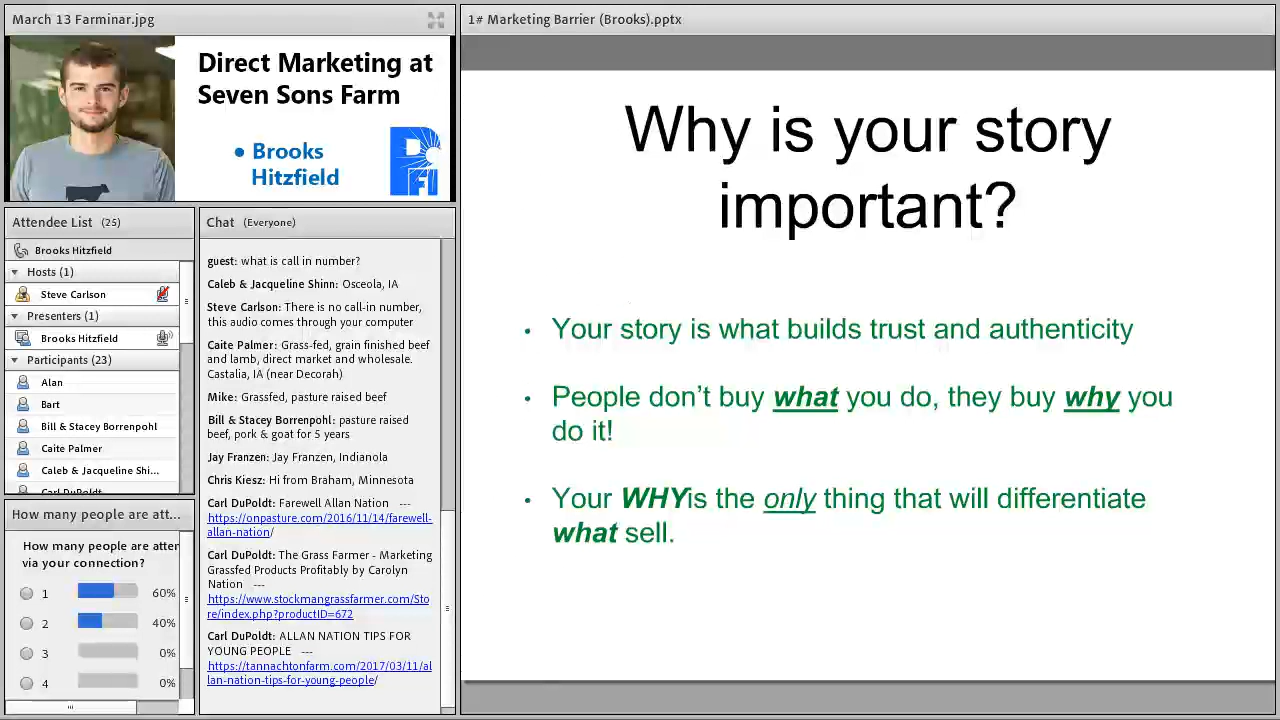 March 13 Farminar.jpg
Direct Marketing at
Seven Sons Farm
• Brooks
Hitzfield
PFI
Attendee List (25)
Brooks Hitzfield
Hosts (1)
Steve Carlson
Presenters (1)
Brooks Hitzfield
Participants (23)
Alan
Bart
Bill & Stacey Borrenpohl
Caite Palmer
Caleb & Jacqueline Shi...
Carl DuPoldt
How many people are att...
How many people are atter
via your connection?
1 60%
2 40%
3 0%
4 0%
Chat (Everyone)
guest: what is call in number?
Caleb & Jacqueline Shinn: Osceola, IA
Steve Carlson: There is no call-in number,
this audio comes through your computer
Caite Palmer: Grass-fed, grain finished beef
and lamb, direct market and wholesale.
Castalia, IA (near Decorah)
Mike: Grassfed, pasture raised beef
Bill & Stacey Borrenpohl: pasture raised
beef, pork & goat for 5 years
Jay Franzen: Jay Franzen, Indianola
Chris Kiesz: Hi from Braham, Minnesota
Carl DuPoldt: Farewell Allan Nation ---
https://onpasture.com/2016/11/14/farewell-
allan-nation/
Carl DuPoldt: The Grass Farmer - Marketing
Grassfed Products Profitably by Carolyn
Nation ---
https://www.stockmangrassfarmer.com/Sto
re/index.php?productID=672
Carl DuPoldt: ALLAN NATION TIPS FOR
YOUNG PEOPLE ---
https://tannachtonfarm.com/2017/03/11/al
lan-nation-tips-for-young-people/
1# Marketing Barrier (Brooks).pptx
Why is your story
important?
• Your story is what builds trust and authenticity
• People don’t buy what you do, they buy why you
do it!
• Your WHYis the only thing that will differentiate
what sell.